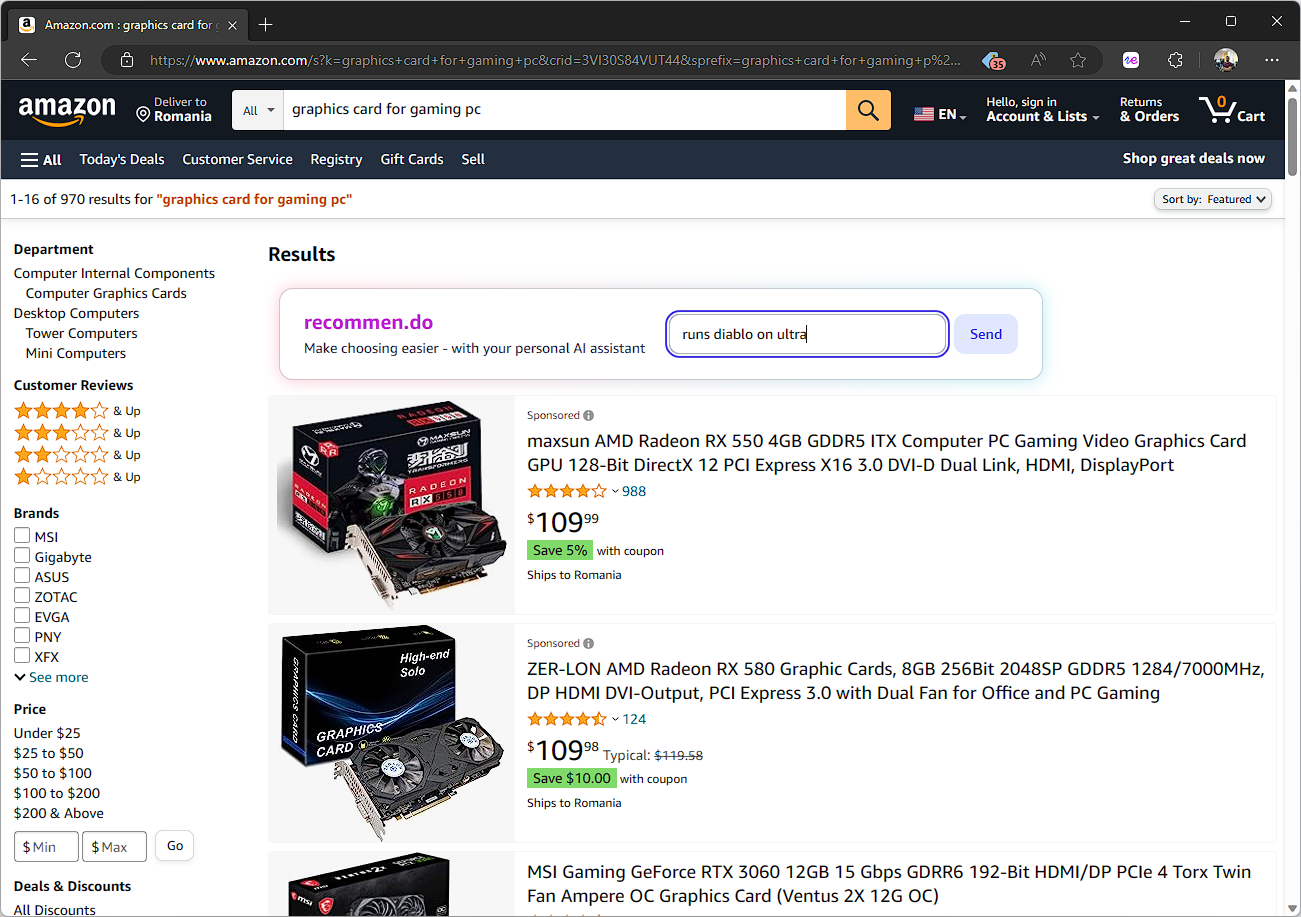 Amazon.com : graphics card for g
https://www.amazon.com/s?k=graphics+card+for+gaming+pc&crid=3VI30S84VUT44&sprefix=graphics+card+for+gaming+p%2...
35
amazon
Deliver to
Romania
All
graphics card for gaming pc
EN
Hello, sign in
Account & Lists
Returns
& Orders
0
Cart
All
Today's Deals
Customer Service
Registry
Gift Cards
Sell
Shop great deals now
1-16 of 970 results for "graphics card for gaming pc"
Sort by: Featured
Department
Computer Internal Components
Computer Graphics Cards
Desktop Computers
Tower Computers
Mini Computers
Customer Reviews
& Up
& Up
& Up
& Up
Brands
MSI
Gigabyte
ASUS
ZOTAC
EVGA
PNY
XFX
See more
Price
Under $25
$25 to $50
$50 to $100
$100 to $200
$200 & Above
$ Min
$ Max
Go
Deals & Discounts
All Discounts
Results
recommen.do
Make choosing easier - with your personal AI assistant
runs diablo on ultra
Send
RADEON
MAXSUN
TRANSFORMERS
RADEON
RX 550
Sponsored
maxsun AMD Radeon RX 550 4GB GDDR5 ITX Computer PC Gaming Video Graphics Card
GPU 128-Bit DirectX 12 PCI Express X16 3.0 DVI-D Dual Link, HDMI, DisplayPort
988
$109 99
Save 5% with coupon
Ships to Romania
High-end
Solo
GRAPHICS CARD
GRAPHICS
CARD
Sponsored
ZER-LON AMD Radeon RX 580 Graphic Cards, 8GB 256Bit 2048SP GDDR5 1284/7000MHz,
DP HDMI DVI-Output, PCI Express 3.0 with Dual Fan for Office and PC Gaming
124
$109 98 Typical: $119.58
Save $10.00 with coupon
Ships to Romania
msi
VENTUS 2X
MSI Gaming GeForce RTX 3060 12GB 15 Gbps GDRR6 192-Bit HDMI/DP PCIe 4 Torx Twin
Fan Ampere OC Graphics Card (Ventus 2X 12G OC)